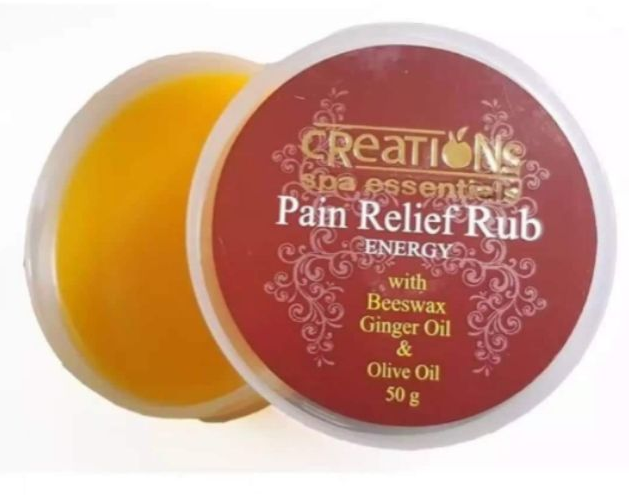 CREATIONs
spa essentials
Pain Relief Rub
ENERGY
with
Beeswax
Ginger Oil
&
Olive Oil
50 g